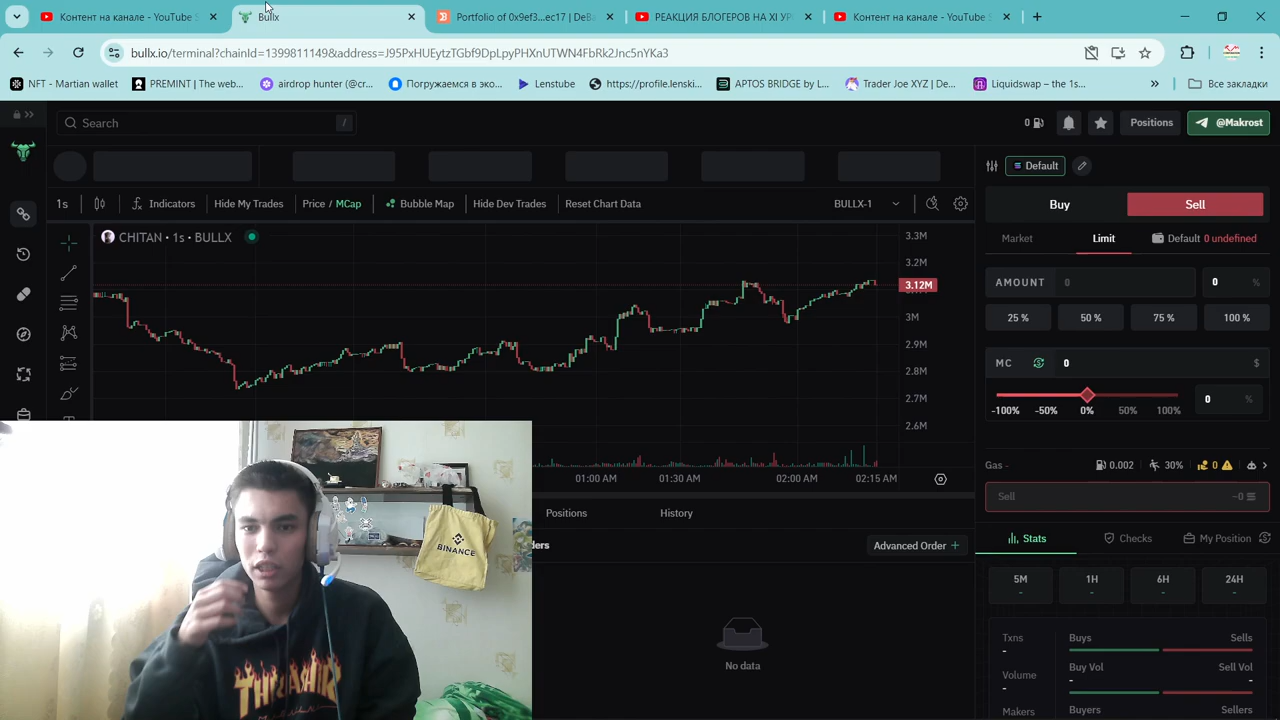 Контент на канале - YouTube S
Bullx
Portfolio of 0x9ef3...ec17 | DeBa
РЕАКЦИЯ БЛОГЕРОВ НА XI УР
Контент на канале - YouTube S
bullx.io/terminal?chainId=1399811149&address=J95PxHUEytzTGbf9DpLpyPHXnUTWN4FbRk2Jnc5nYKa3
NFT - Martian wallet
PREMINT | The web...
airdrop hunter (@cr...
Погружаемся в эко...
Lenstube
https://profile.lenski...
APTOS BRIDGE by L...
Trader Joe XYZ | De...
Liquidswap – the 1s...
Все закладки
Search /
0
Positions
@Makrost
Default
1s
Indicators
Hide My Trades
Price / MCap
Bubble Map
Hide Dev Trades
Reset Chart Data
BULLX-1
Buy
Sell
CHITAN • 1s • BULLX
3.3M
3.2M
3.12M
3M
2.9M
2.8M
2.7M
2.6M
Market
Limit
Default 0 undefined
AMOUNT 0
0 %
25 %
50 %
75 %
100 %
MC 0 $
-100% -50% 0% 50% 100%
0 %
01:00 AM
01:30 AM
02:00 AM
02:15 AM
Gas -
0.002
30%
0
Sell ~0
Positions
History
ders
Advanced Order +
No data
Stats
Checks
My Position
5M
-
1H
-
6H
-
24H
-
Txns
-
Buys
Sells
Volume
-
Buy Vol
-
Sell Vol
-
Makers
Buyers
Sellers
BINANCE
THRASHER